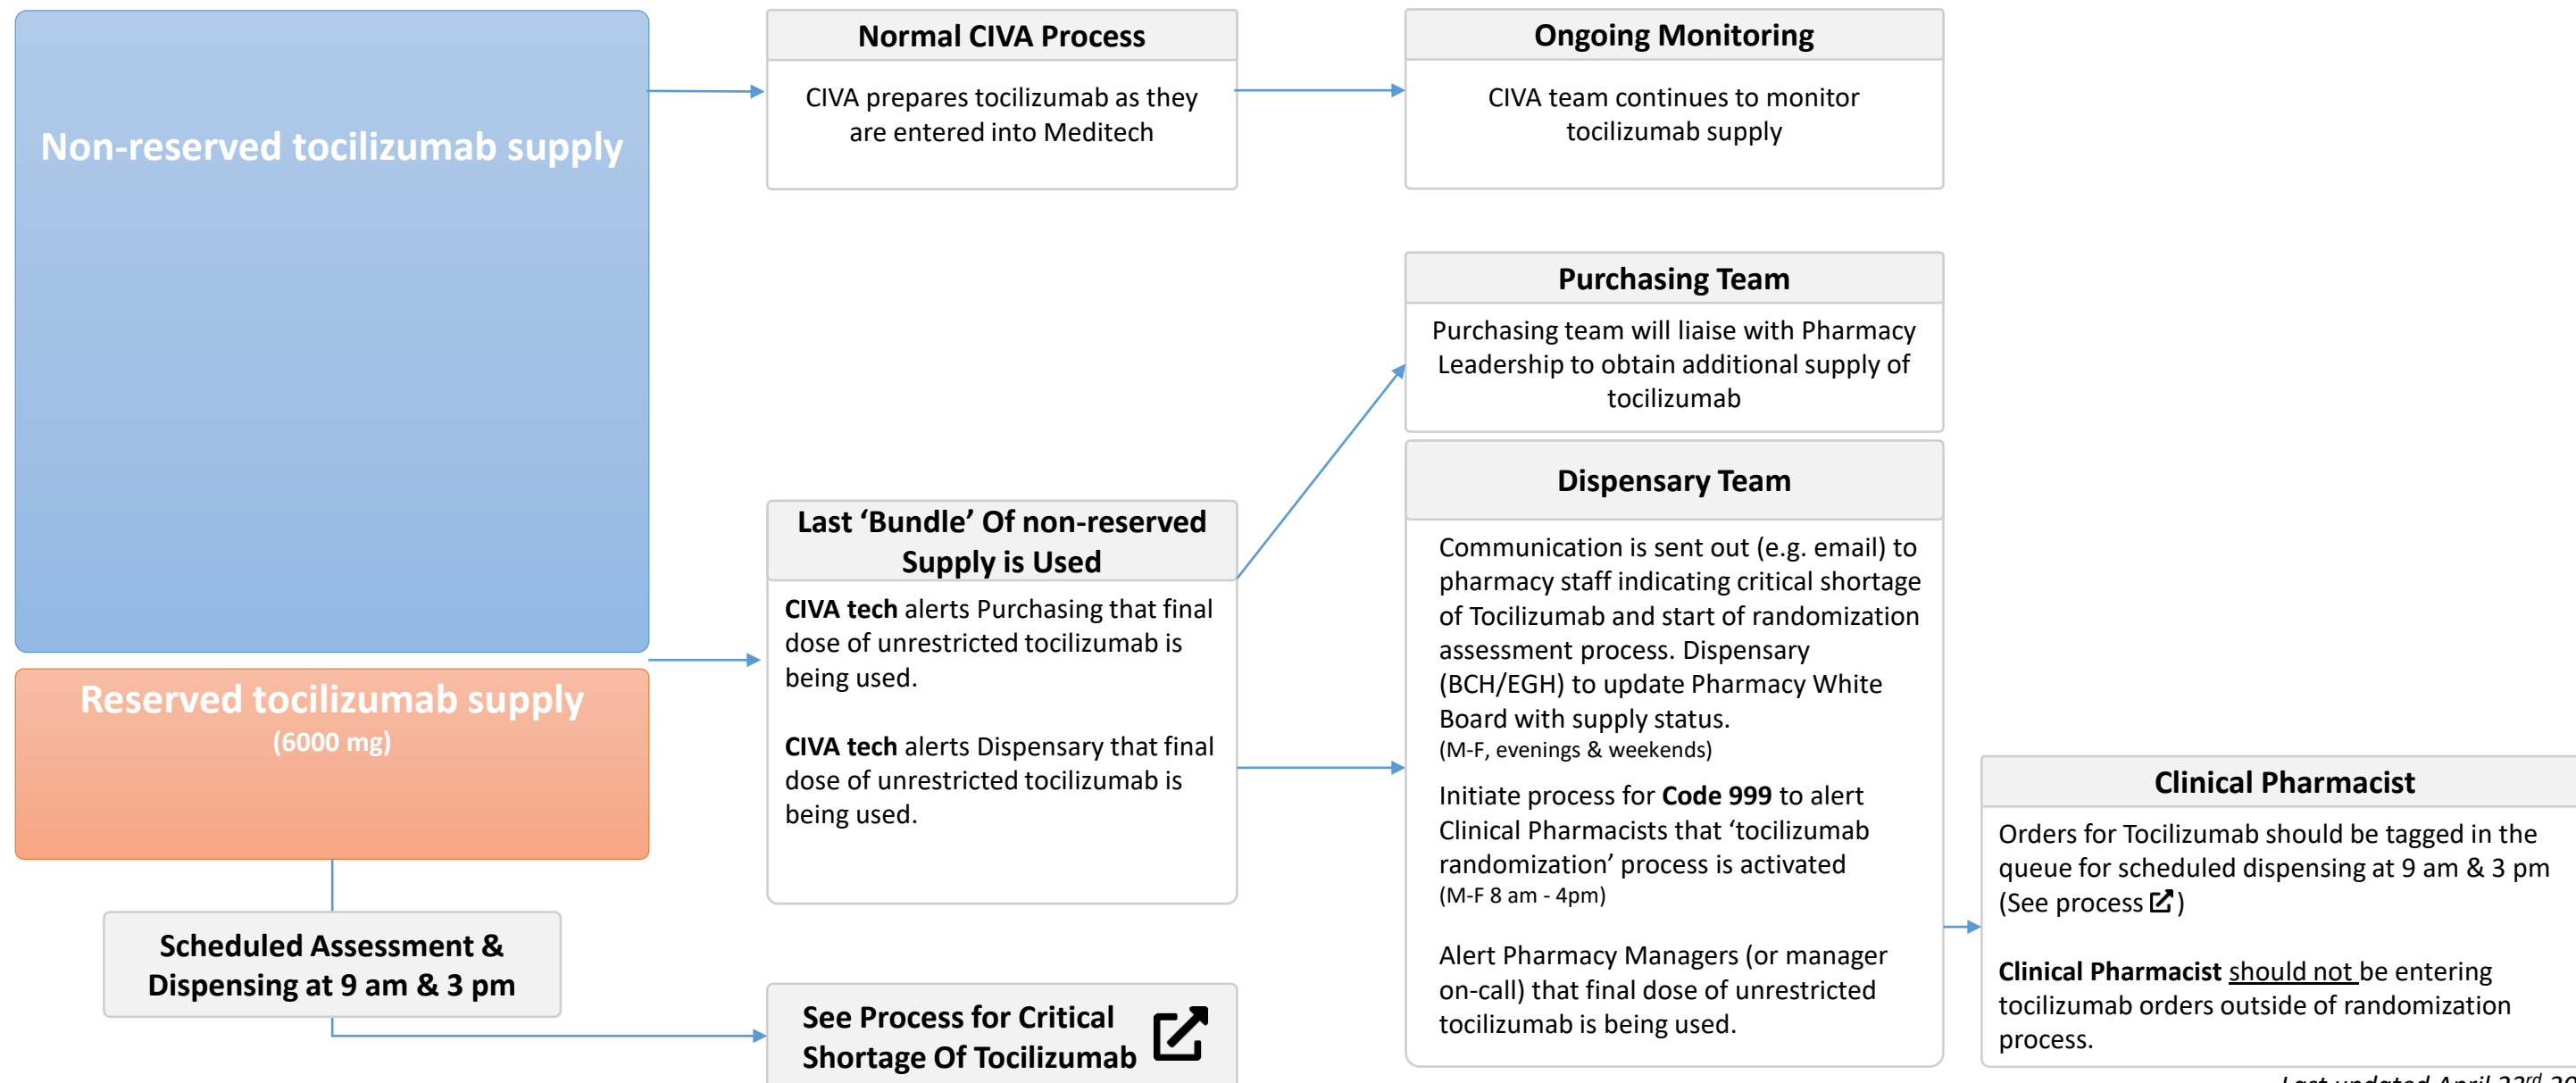 Non-reserved tocilizumab supply
Normal CIVA Process
CIVA prepares tocilizumab as they
are entered into Meditech
Ongoing Monitoring
CIVA team continues to monitor
tocilizumab supply
Purchasing Team
Purchasing team will liaise with Pharmacy
Leadership to obtain additional supply of
tocilizumab
Last ‘Bundle’ Of non-reserved
Supply is Used
CIVA tech alerts Purchasing that final
dose of unrestricted tocilizumab is
being used.
CIVA tech alerts Dispensary that final
dose of unrestricted tocilizumab is
being used.
Dispensary Team
Communication is sent out (e.g. email) to
pharmacy staff indicating critical shortage
of Tocilizumab and start of randomization
assessment process. Dispensary
(BCH/EGH) to update Pharmacy White
Board with supply status.
(M-F, evenings & weekends)
Initiate process for Code 999 to alert
Clinical Pharmacists that ‘tocilizumab
randomization’ process is activated
(M-F 8 am - 4pm)
Alert Pharmacy Managers (or manager
on-call) that final dose of unrestricted
tocilizumab is being used.
Clinical Pharmacist
Orders for Tocilizumab should be tagged in the
queue for scheduled dispensing at 9 am & 3 pm
(See process )
Clinical Pharmacist should not be entering
tocilizumab orders outside of randomization
process.
Reserved tocilizumab supply
(6000 mg)
Scheduled Assessment &
Dispensing at 9 am & 3 pm
See Process for Critical
Shortage Of Tocilizumab
Last updated April 23rd